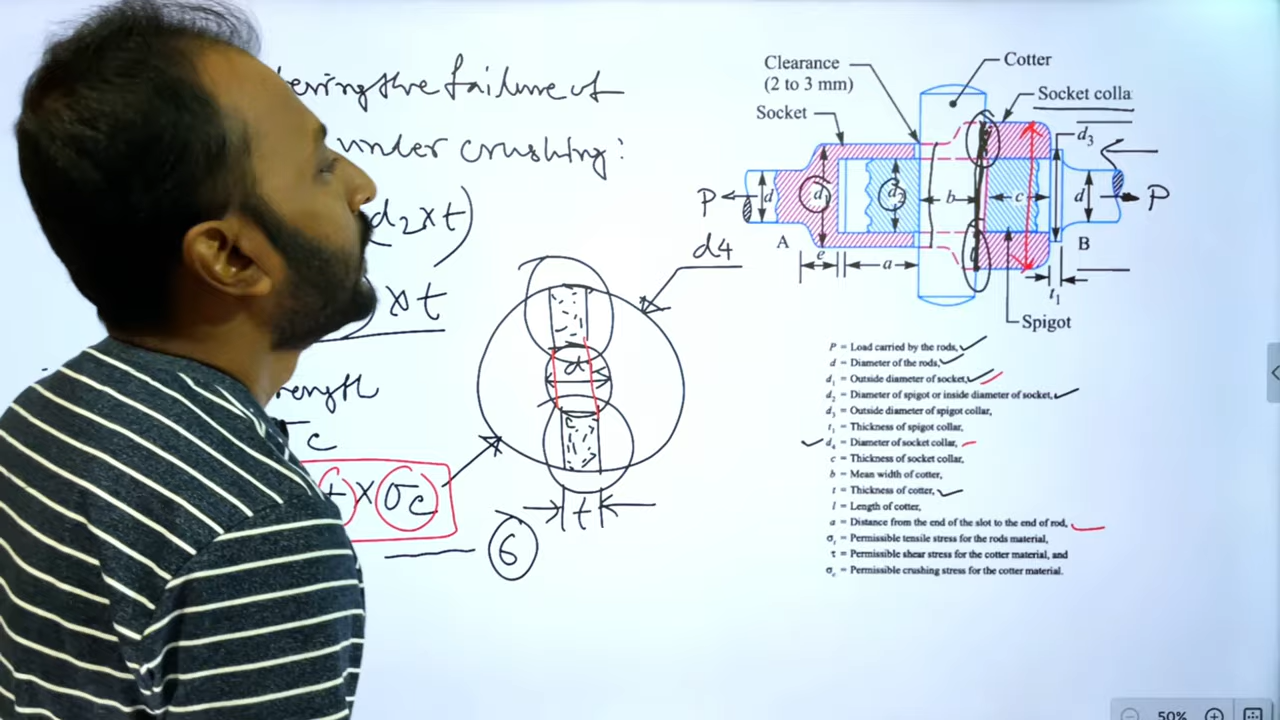 the failure of
under crushing:
d2 x t)
) x t
σc
t x σc
6
d4
d
t
Clearance
(2 to 3 mm)
Socket
Cotter
Socket colla
d3
P
d
d1
d2
b
c
d
P
A
B
e
a
t1
Spigot
P = Load carried by the rods,
d = Diameter of the rods,
d1 = Outside diameter of socket,
d2 = Diameter of spigot or inside diameter of socket,
d3 = Outside diameter of spigot collar,
t1 = Thickness of spigot collar,
d4 = Diameter of socket collar,
c = Thickness of socket collar,
b = Mean width of cotter,
t = Thickness of cotter,
l = Length of cotter,
a = Distance from the end of the slot to the end of rod,
σt = Permissible tensile stress for the rods material,
τ = Permissible shear stress for the cotter material, and
σc = Permissible crushing stress for the cotter material.
50%